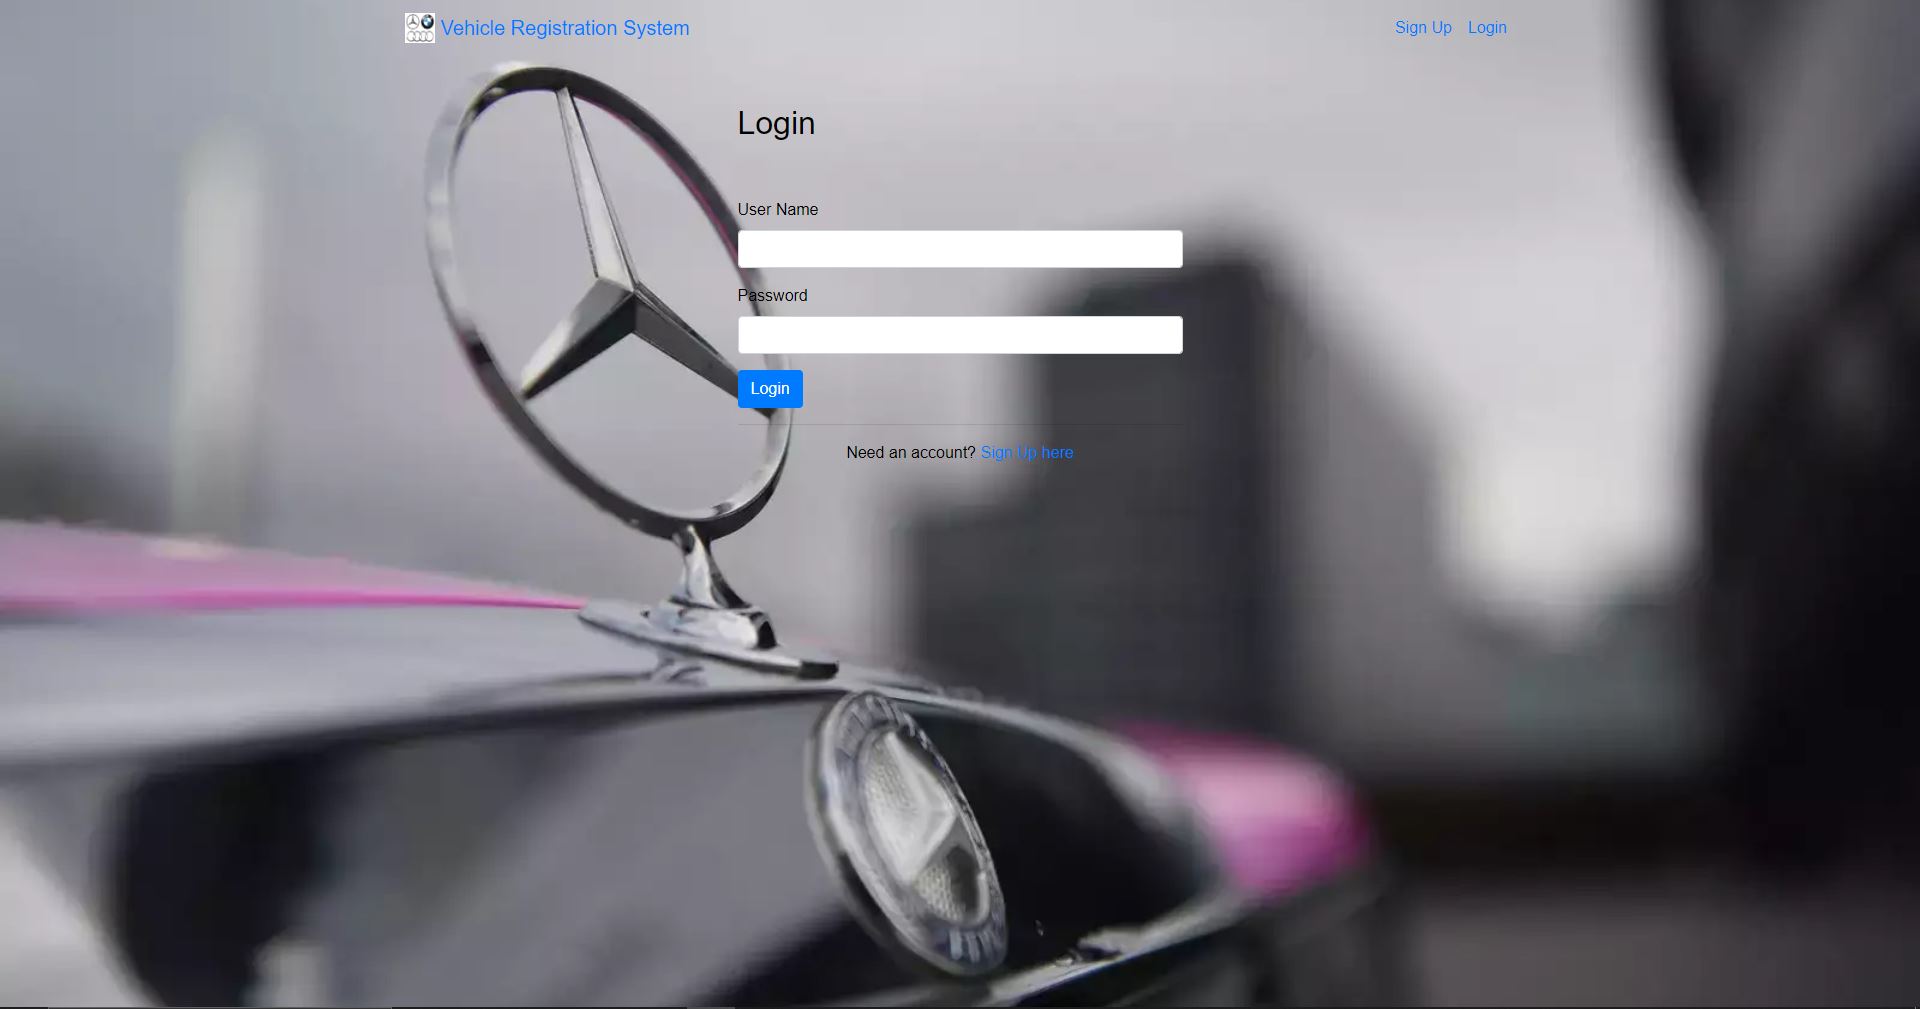 Vehicle Registration System
Sign Up Login
Login
User Name
Password
Login
Need an account? Sign Up here